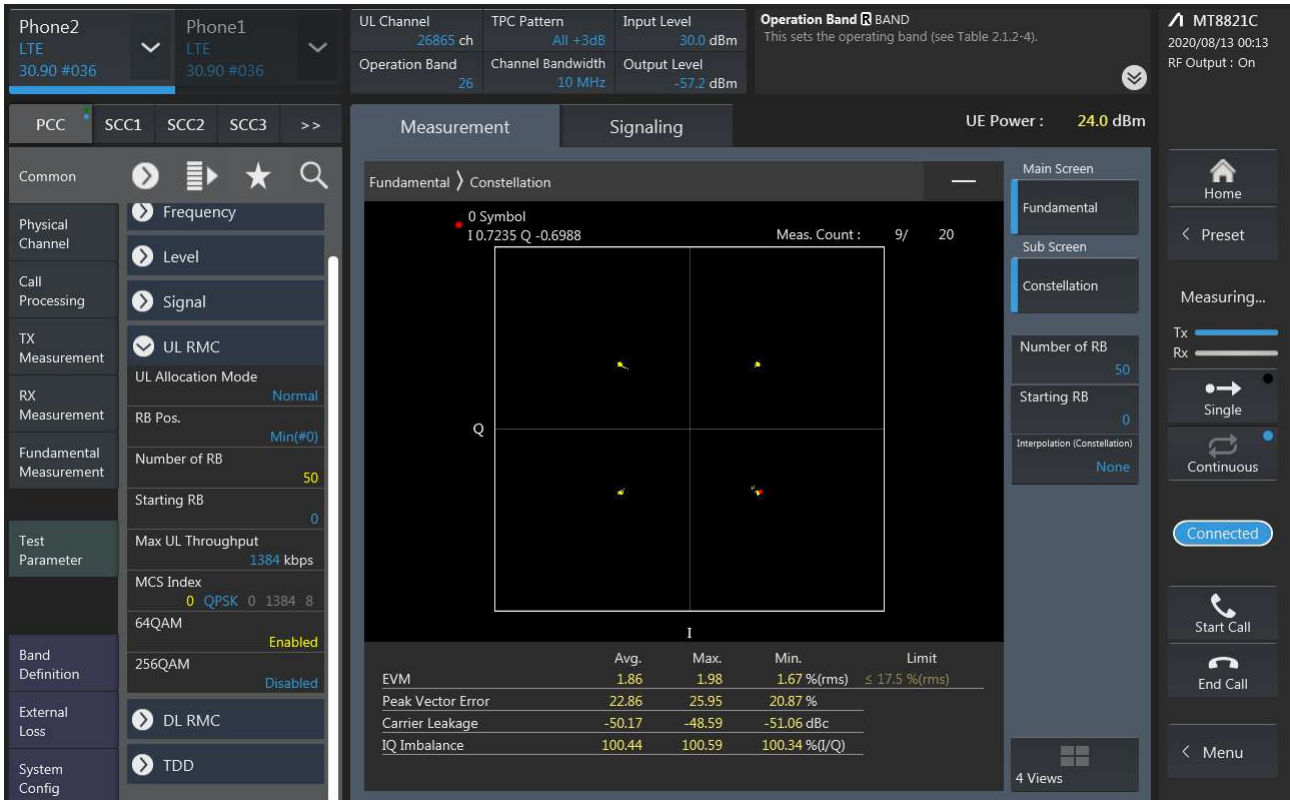 Phone2
LTE
30.90 #036
Phone1
LTE
30.90 #036
UL Channel
26865 ch
TPC Pattern
All +3dB
Input Level
30.0 dBm
Operation Band
26
Channel Bandwidth
10 MHz
Output Level
-57.2 dBm
Operation Band R BAND
This sets the operating band (see Table 2.1.2-4).
MT8821C
2020/08/13 00:13
RF Output : On
PCC SCC1 SCC2 SCC3 >>
Measurement Signaling
UE Power : 24.0 dBm
Common
Physical
Channel
Call
Processing
TX
Measurement
RX
Measurement
Fundamental
Measurement
Test
Parameter
Band
Definition
External
Loss
System
Config
Frequency
Level
Signal
UL RMC
UL Allocation Mode
Normal
RB Pos.
Min(#0)
Number of RB
50
Starting RB
0
Max UL Throughput
1384 kbps
MCS Index
0 QPSK 0 1384 8
64QAM
Enabled
256QAM
Disabled
DL RMC
TDD
Fundamental > Constellation
0 Symbol
I 0.7235 Q -0.6988
Meas. Count : 9/ 20
Q
I
Avg. Max. Min. Limit
EVM 1.86 1.98 1.67 %(rms) ≤ 17.5 %(rms)
Peak Vector Error 22.86 25.95 20.87 %
Carrier Leakage -50.17 -48.59 -51.06 dBc
IQ Imbalance 100.44 100.59 100.34 %(I/Q)
Main Screen
Fundamental
Sub Screen
Constellation
Number of RB
50
Starting RB
0
Interpolation (Constellation)
None
4 Views
Home
< Preset
Measuring...
Tx
Rx
Single
Continuous
Connected
Start Call
End Call
< Menu